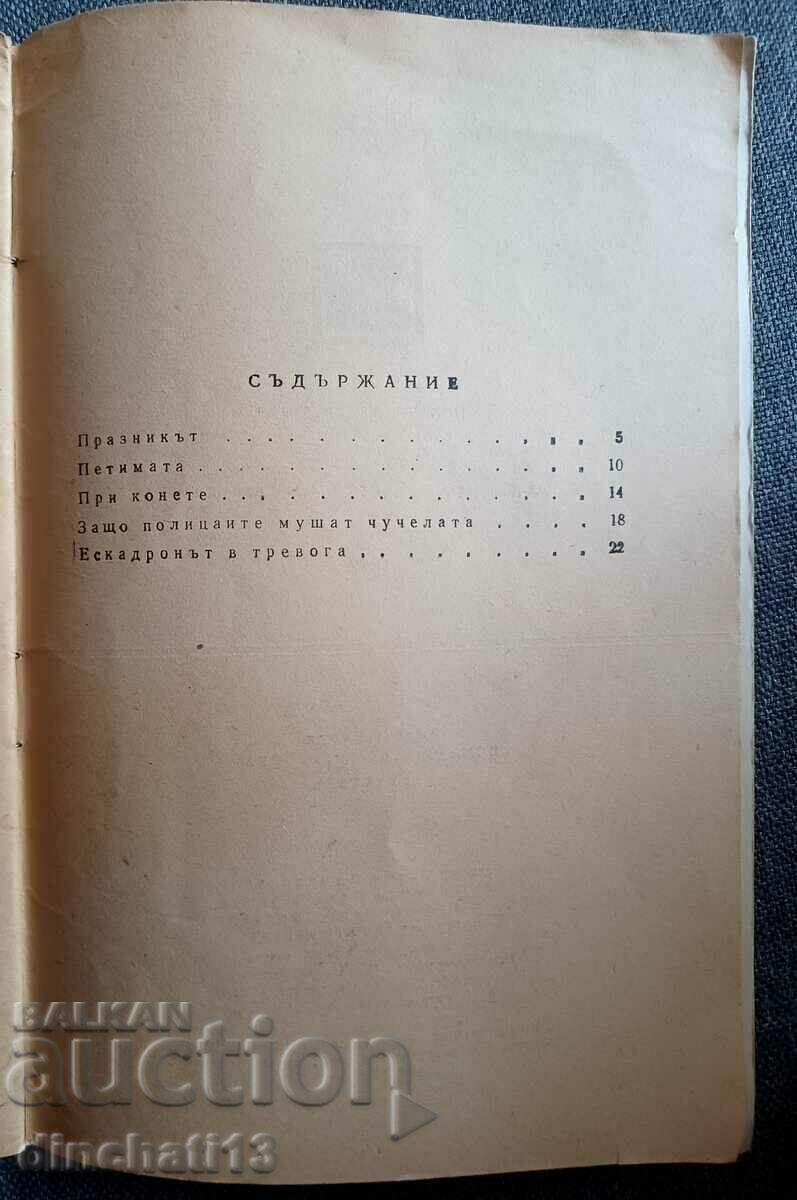 СЪДЪРЖАНИЕ
Празникът . . . . . . . . . . . . . . . 5
Петимата . . . . . . . . . . . . . . . 10
При конете . . . . . . . . . . . . . . 14
Защо полицаите мушат чучелата . . . . 18
Ескадронът в тревога . . . . . . . . . 22
BALKAN
auction
dinchati13